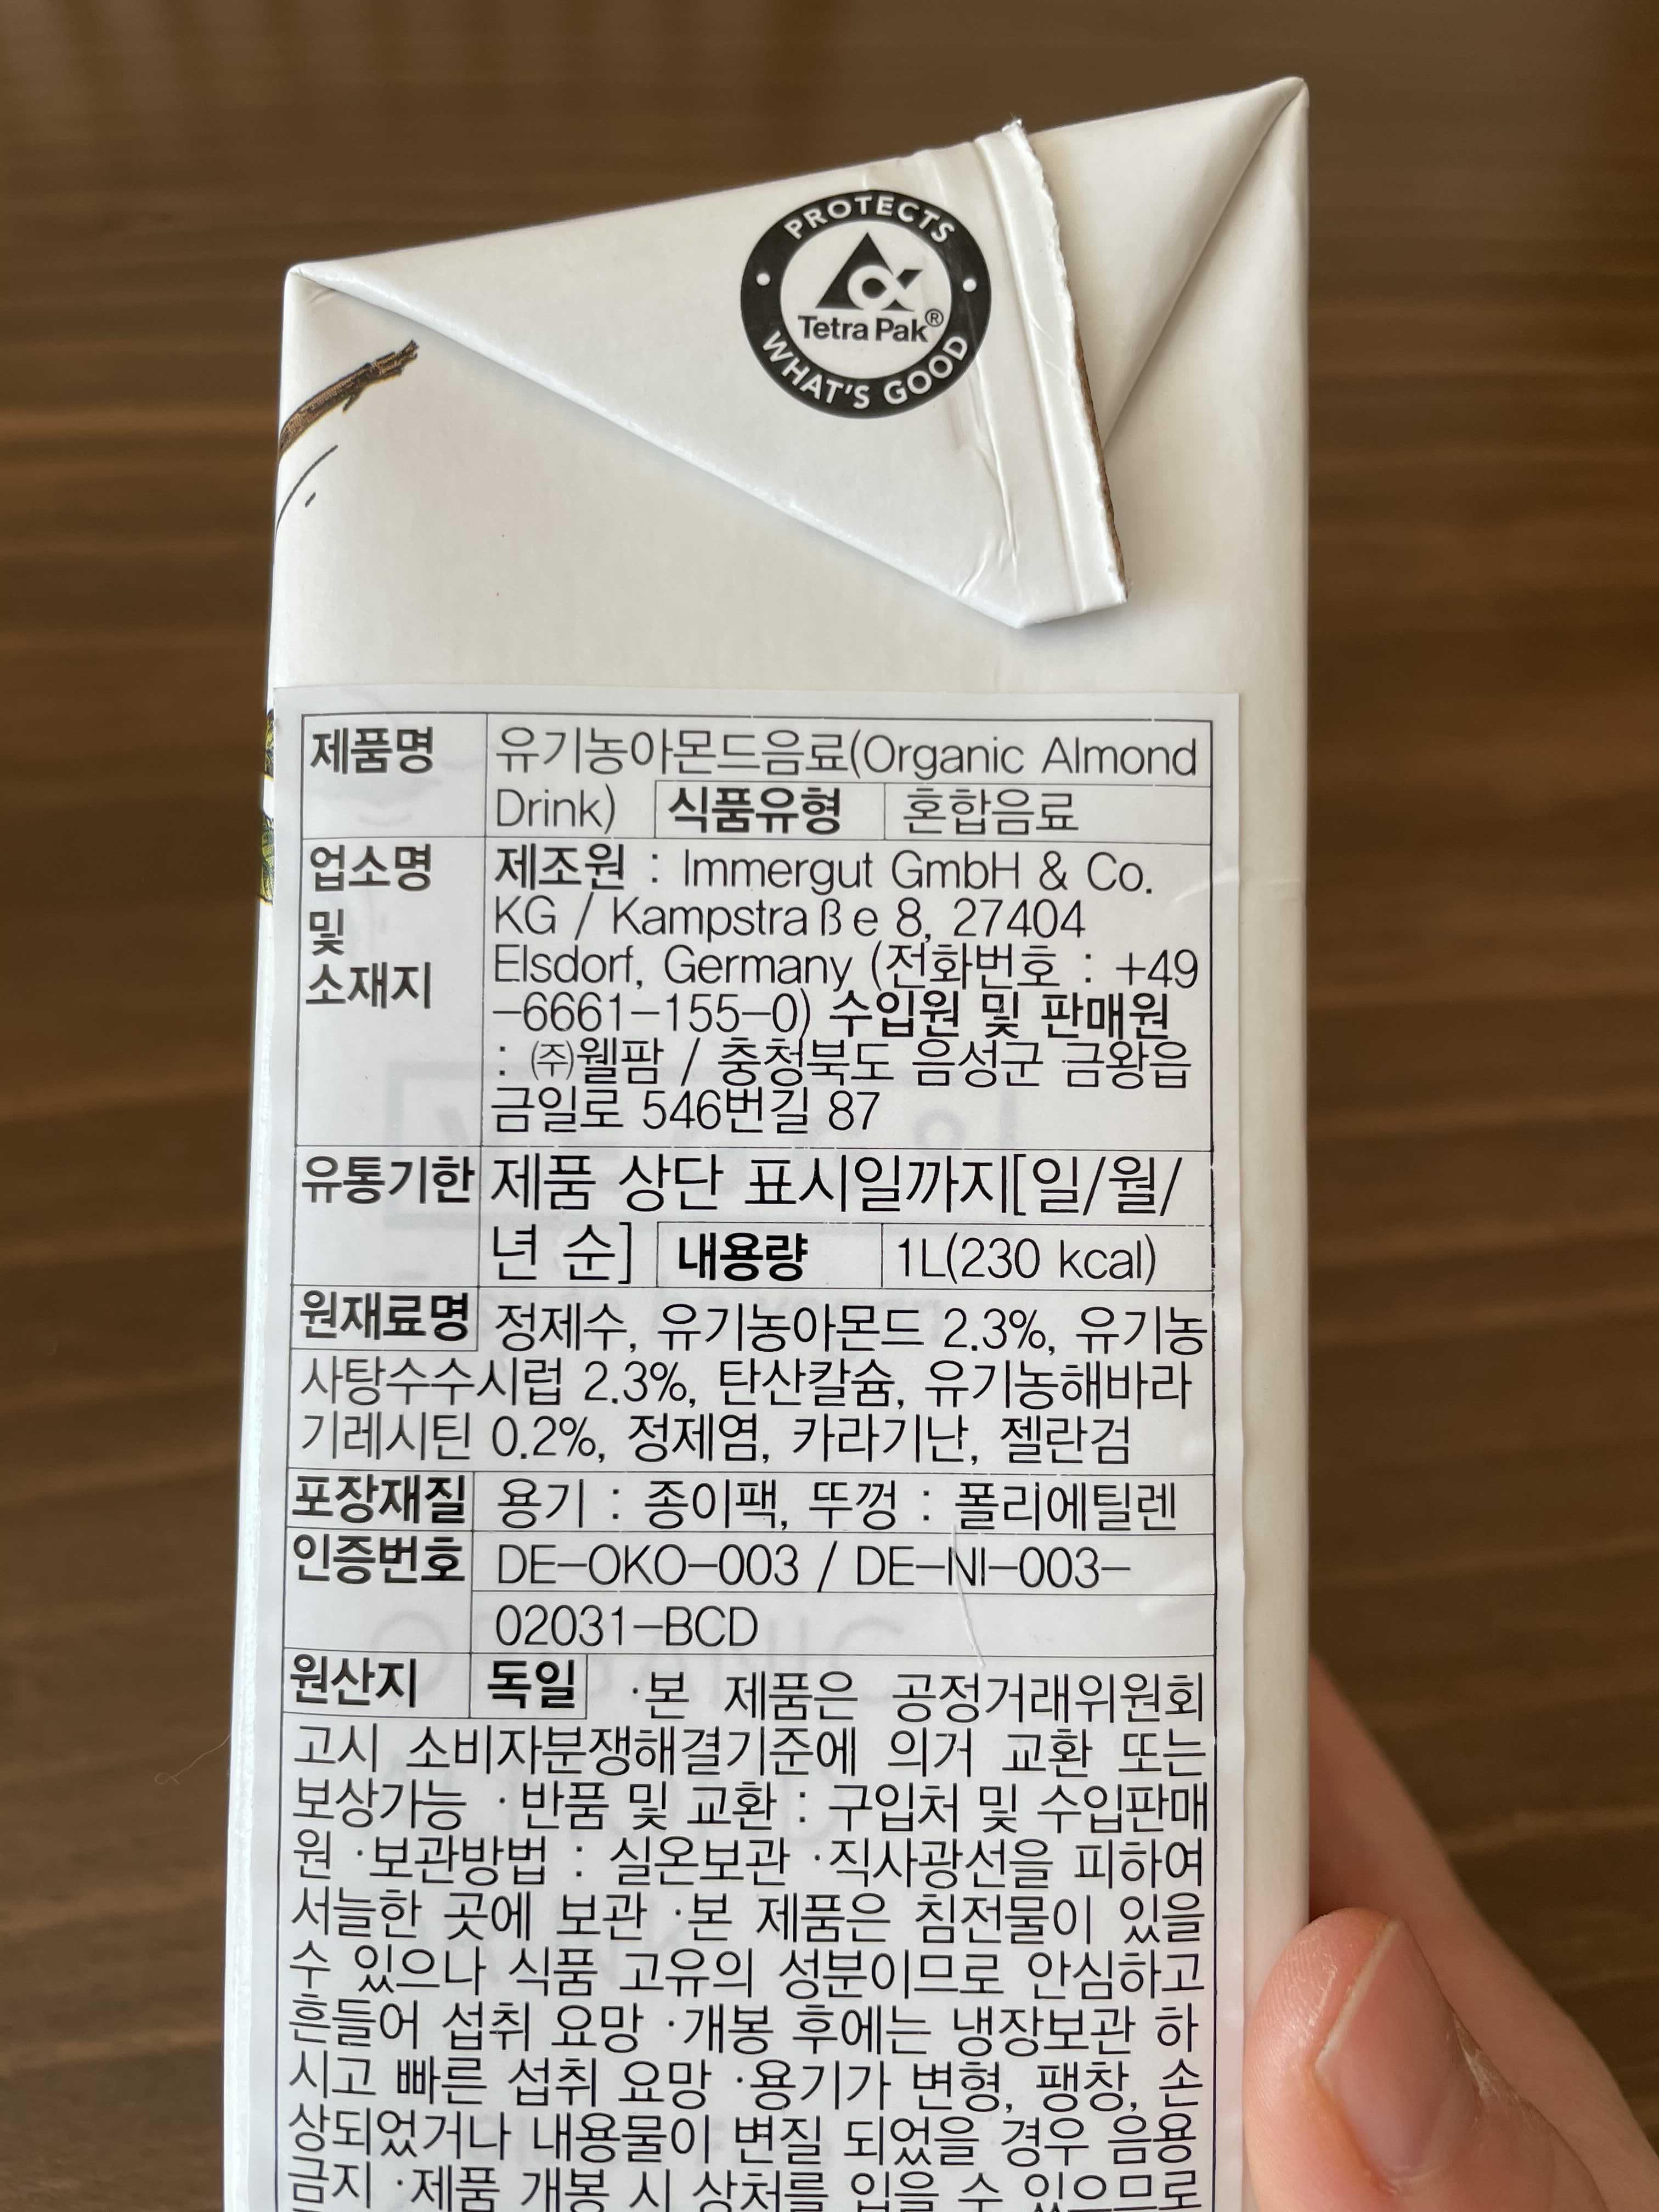 PROTECTS
Tetra Pak®
WHAT'S GOOD
제품명 유기농아몬드음료(Organic Almond
Drink) 식품유형 혼합음료
업소명 제조원 : Immergut GmbH & Co.
및 KG / Kampstraße 8, 27404
소재지 Elsdorf, Germany (전화번호 : +49
-6661-155-0) 수입원 및 판매원
: ㈜웰팜 / 충청북도 음성군 금왕읍
금일로 546번길 87
유통기한 제품 상단 표시일까지[일/월/
년 순] 내용량 1L(230 kcal)
원재료명 정제수, 유기농아몬드 2.3%, 유기농
사탕수수시럽 2.3%, 탄산칼슘, 유기농해바라
기레시틴 0.2%, 정제염, 카라기난, 젤란검
포장재질 용기 : 종이팩, 뚜껑 : 폴리에틸렌
인증번호 DE-OKO-003 / DE-NI-003-
02031-BCD
원산지 독일 ·본 제품은 공정거래위원회
고시 소비자분쟁해결기준에 의거 교환 또는
보상가능 ·반품 및 교환 : 구입처 및 수입판매
원 ·보관방법 : 실온보관 ·직사광선을 피하여
서늘한 곳에 보관 ·본 제품은 침전물이 있을
수 있으나 식품 고유의 성분이므로 안심하고
흔들어 섭취 요망 ·개봉 후에는 냉장보관 하
시고 빠른 섭취 요망 ·용기가 변형, 팽창, 손
상되었거나 내용물이 변질 되었을 경우 음용
금지 ·제품 개봉 시 상처를 입을 수 있으므로